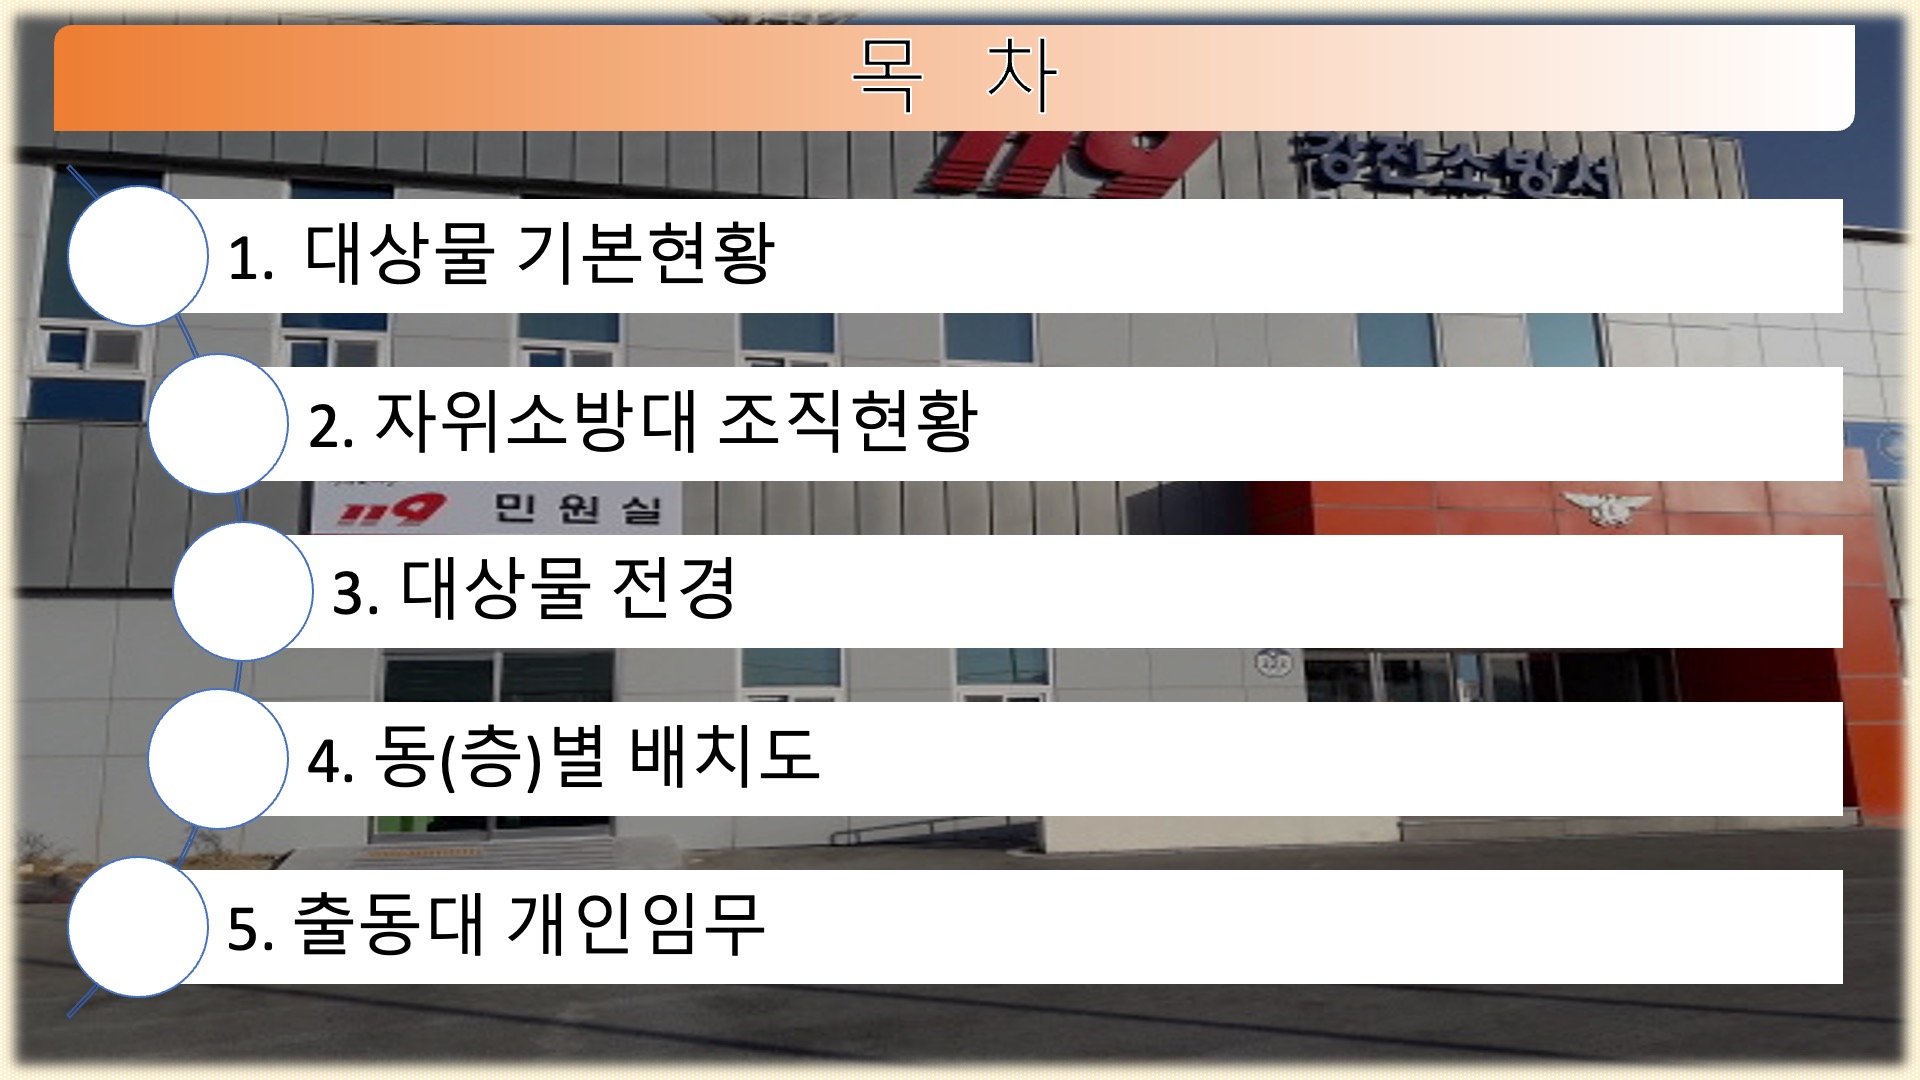 목 차
119 강진소방서
1. 대상물 기본현황
2. 자위소방대 조직현황
119 민원실
3. 대상물 전경
4. 동(층)별 배치도
5. 출동대 개인임무